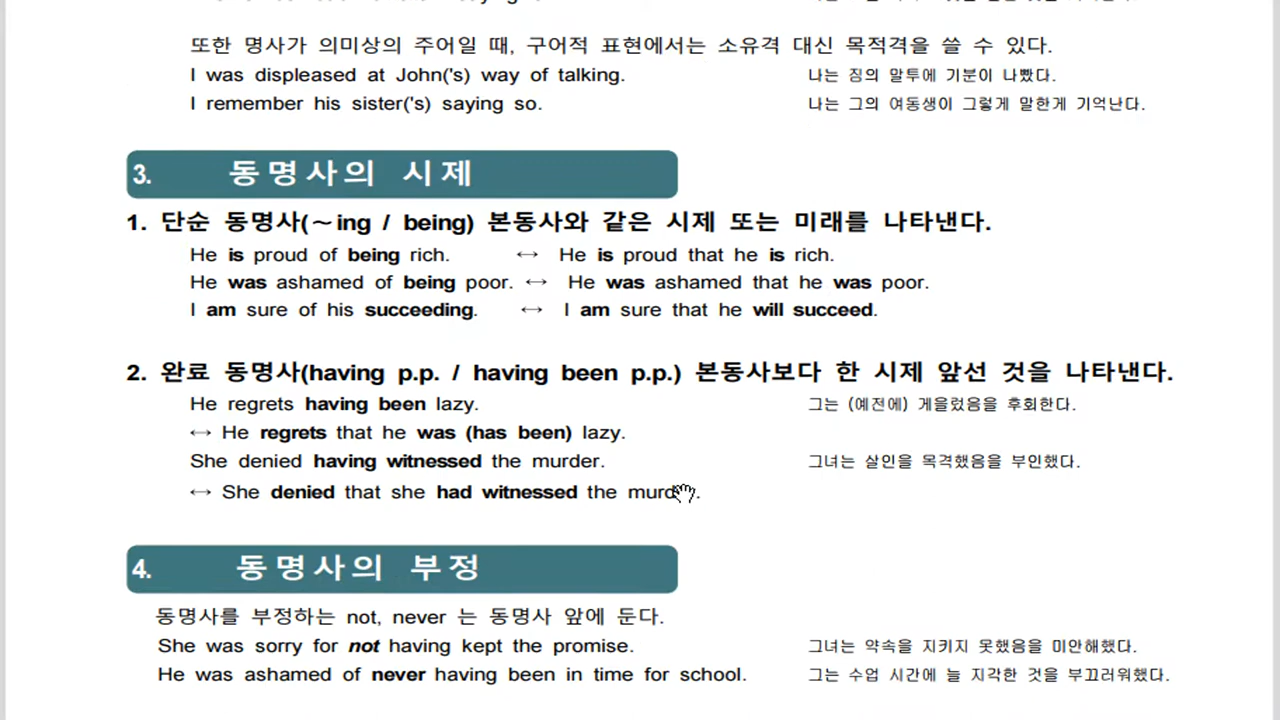 또한 명사가 의미상의 주어일 때, 구어적 표현에서는 소유격 대신 목적격을 쓸 수 있다.
I was displeased at John('s) way of talking. 나는 짐의 말투에 기분이 나빴다.
I remember his sister('s) saying so. 나는 그의 여동생이 그렇게 말한게 기억난다.
3. 동명사의 시제
1. 단순 동명사(～ing / being) 본동사와 같은 시제 또는 미래를 나타낸다.
He is proud of being rich. ↔ He is proud that he is rich.
He was ashamed of being poor. ↔ He was ashamed that he was poor.
I am sure of his succeeding. ↔ I am sure that he will succeed.
2. 완료 동명사(having p.p. / having been p.p.) 본동사보다 한 시제 앞선 것을 나타낸다.
He regrets having been lazy. 그는 (예전에) 게을렀음을 후회한다.
↔ He regrets that he was (has been) lazy.
She denied having witnessed the murder. 그녀는 살인을 목격했음을 부인했다.
↔ She denied that she had witnessed the
4. 동명사의 부정
동명사를 부정하는 not, never 는 동명사 앞에 둔다.
She was sorry for not having kept the promise. 그녀는 약속을 지키지 못했음을 미안해했다.
He was ashamed of never having been in time for school. 그는 수업 시간에 늘 지각한 것을 부끄러워했다.